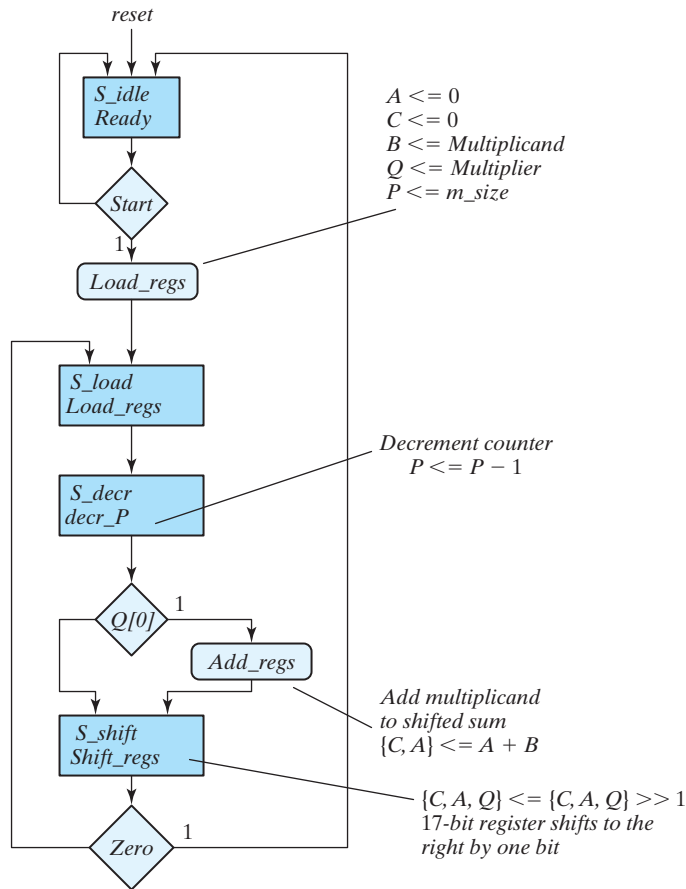 reset
S_idle
Ready
A <= 0
C <= 0
B <= Multiplicand
Q <= Multiplier
P <= m_size
Start
1
Load_regs
S_load
Load_regs
Decrement counter
P <= P − 1
S_decr
decr_P
Q[0]
1
Add_regs
Add multiplicand
to shifted sum
{C, A} <= A + B
S_shift
Shift_regs
{C, A, Q} <= {C, A, Q} >> 1
17-bit register shifts to the
right by one bit
Zero
1